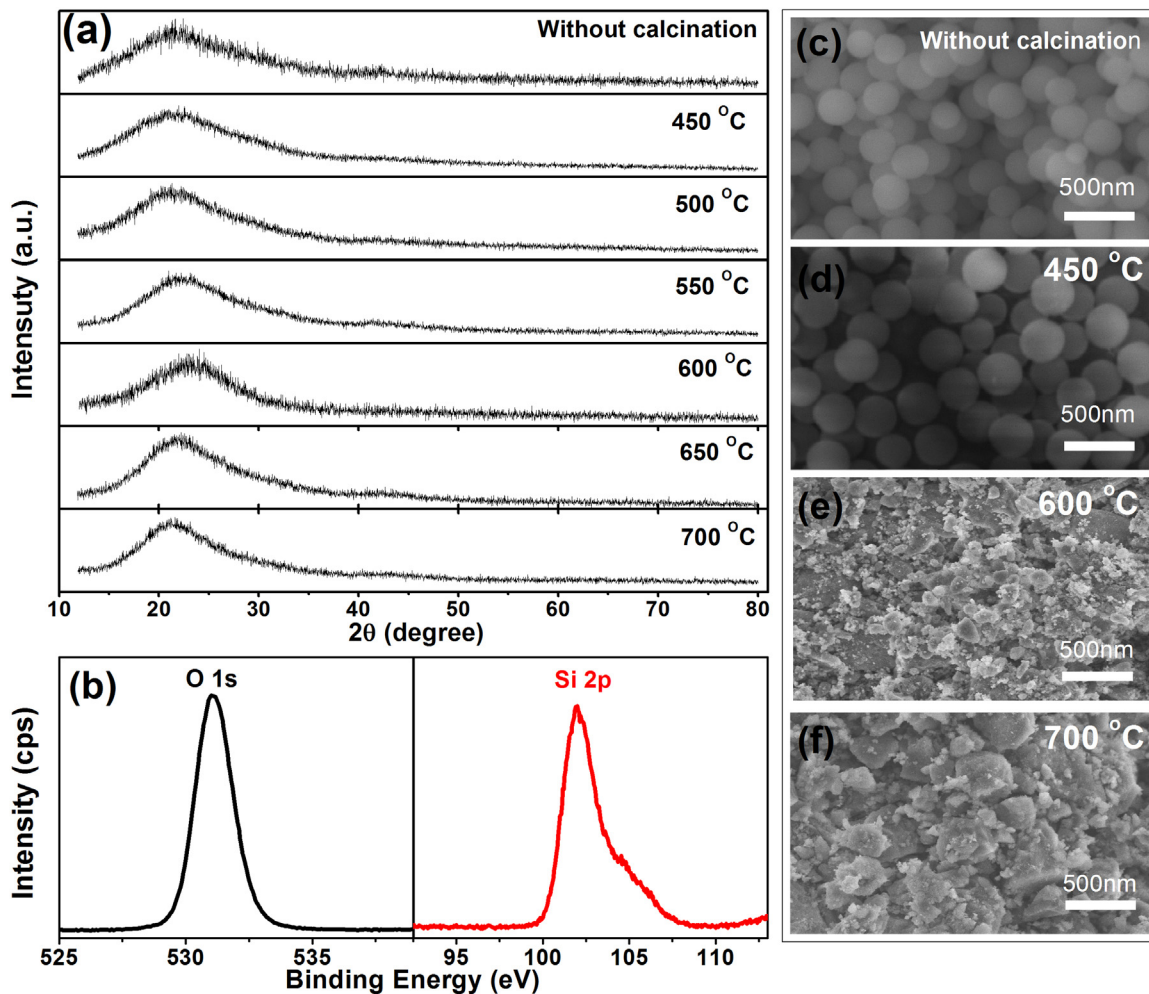 (a)
Without calcination
450 °C
500 °C
550 °C
600 °C
650 °C
700 °C
Intensuty (a.u.)
10 20 30 40 50 60 70 80
2θ (degree)
(b)
O 1s
Si 2p
Intensity (cps)
525 530 535 95 100 105 110
Binding Energy (eV)
(c)
Without calcination
500nm
(d)
450 °C
500nm
(e)
600 °C
500nm
(f)
700 °C
500nm